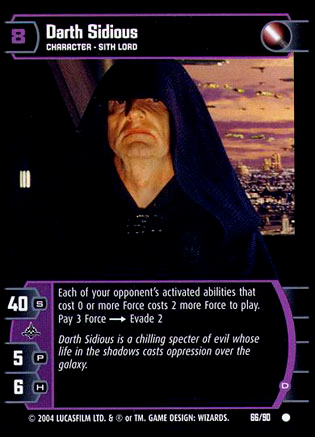 8
Darth Sidious
CHARACTER - SITH LORD
40 S
Each of your opponent's activated abilities that
cost 0 or more Force costs 2 more Force to play.
Pay 3 Force ⟶ Evade 2
5 P
Darth Sidious is a chilling specter of evil whose
life in the shadows casts oppression over the
galaxy.
6 H
D
© 2004 LUCASFILM LTD. & ® or TM. GAME DESIGN: WIZARDS.
66/90